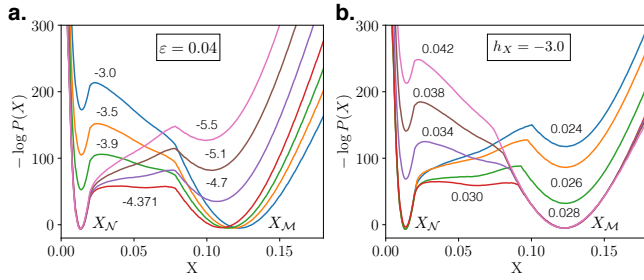 a.
ε = 0.04
− log P(X)
300
200
100
0
-3.0
-3.5
-3.9
-4.371
-5.5
-5.1
-4.7
X_𝒩
X_ℳ
0.00
0.05
0.10
0.15
X
b.
h_X = −3.0
− log P(X)
300
200
100
0
0.042
0.038
0.034
0.030
0.024
0.026
0.028
X_𝒩
X_ℳ
0.00
0.05
0.10
0.15
X